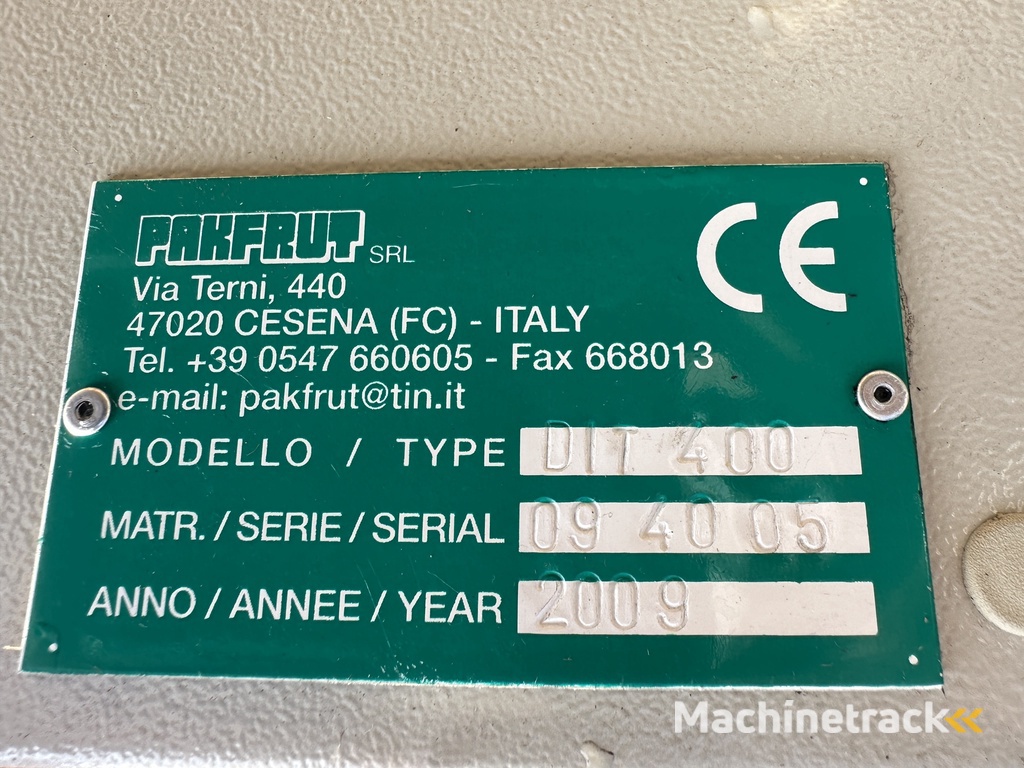 PAKFRUT SRL
CE
Via Terni, 440
47020 CESENA (FC) - ITALY
Tel. +39 0547 660605 - Fax 668013
e-mail: pakfrut@tin.it
MODELLO / TYPE DIT 400
MATR. / SERIE / SERIAL 09 40 05
ANNO / ANNEE / YEAR 2009
Machinetrack